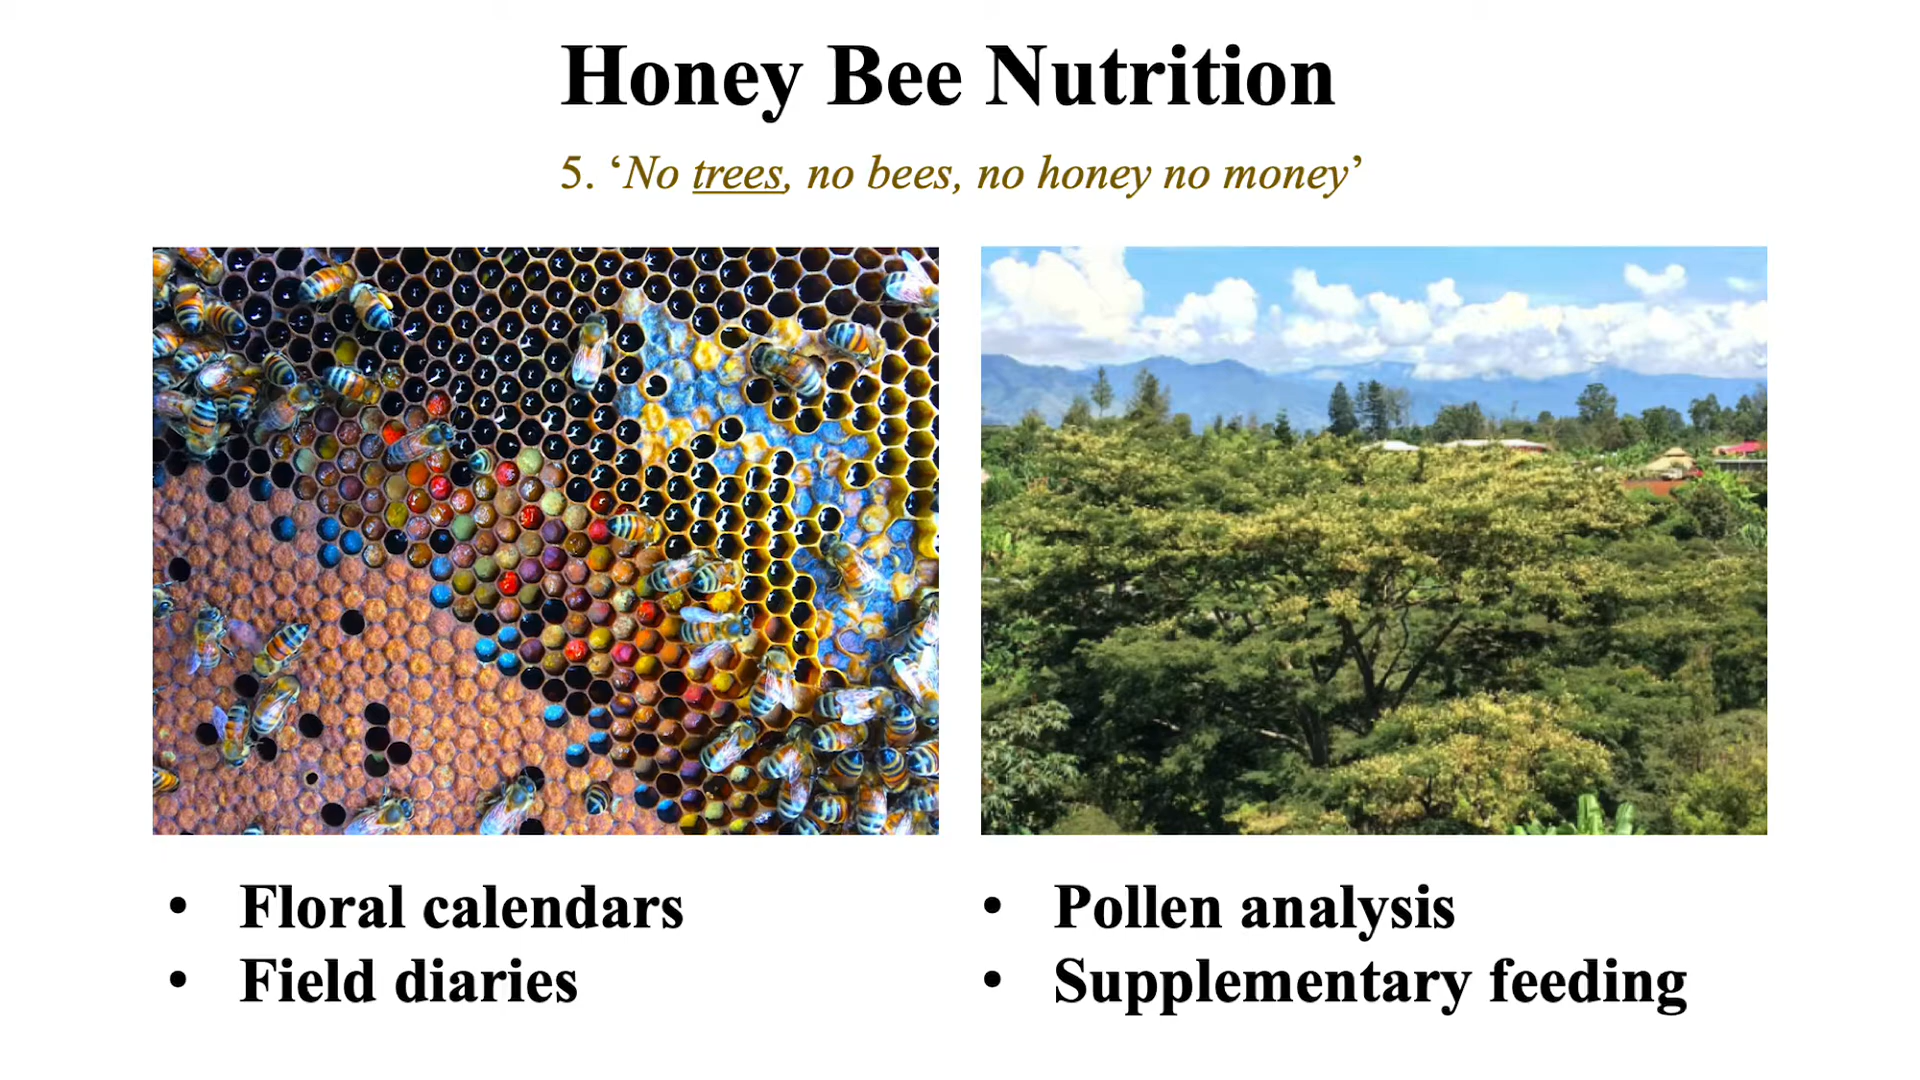 Honey Bee Nutrition
5. ‘No trees, no bees, no honey no money’
• Floral calendars
• Field diaries
• Pollen analysis
• Supplementary feeding